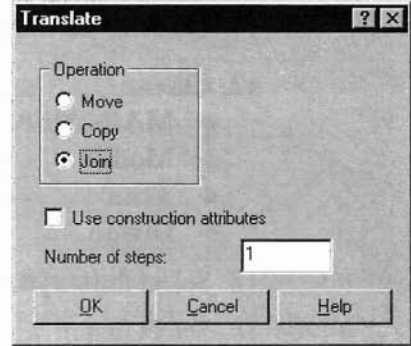 Translate
Operation
Move
Copy
Join
Use construction attributes
Number of steps: 1
OK Cancel Help